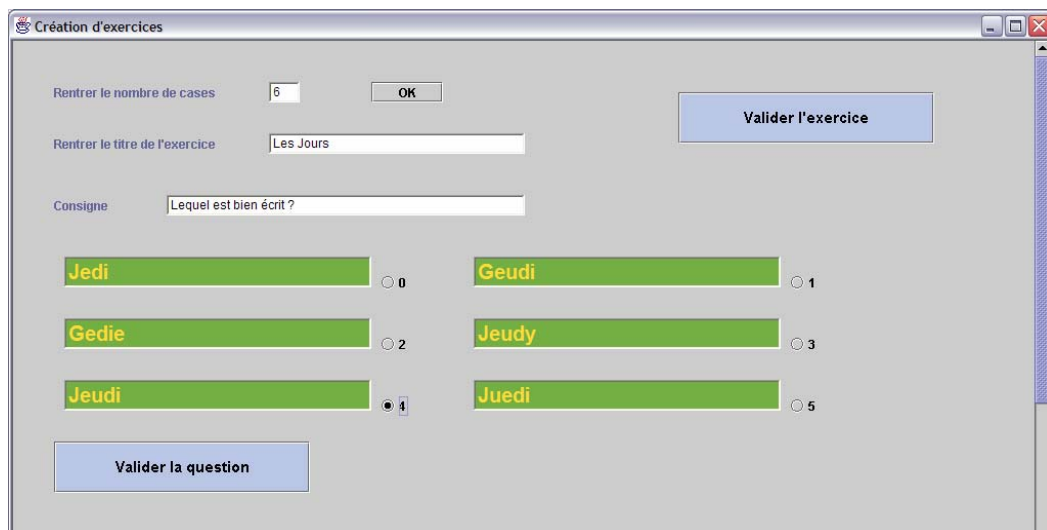 Création d'exercices
Rentrer le nombre de cases 6 OK
Valider l'exercice
Rentrer le titre de l'exercice Les Jours
Consigne Lequel est bien écrit ?
Jedi 0 Geudi 1
Gedie 2 Jeudy 3
Jeudi 4 Juedi 5
Valider la question